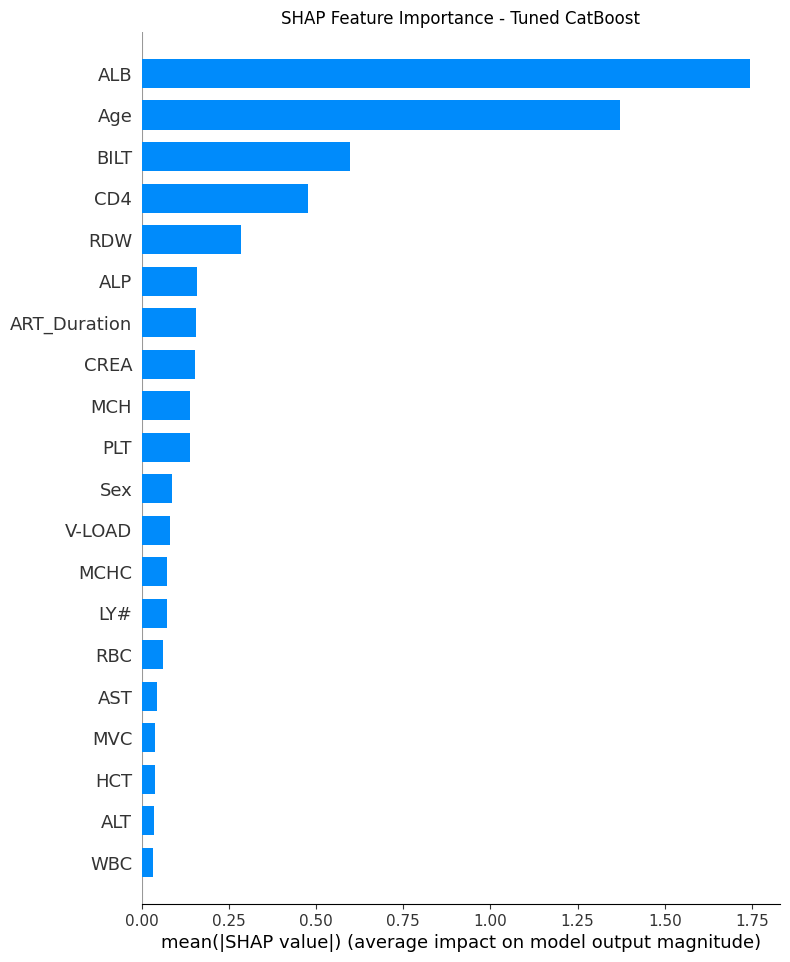 SHAP Feature Importance - Tuned CatBoost
ALB
Age
BILT
CD4
RDW
ALP
ART_Duration
CREA
MCH
PLT
Sex
V-LOAD
MCHC
LY#
RBC
AST
MVC
HCT
ALT
WBC
0.00 0.25 0.50 0.75 1.00 1.25 1.50 1.75
mean(|SHAP value|) (average impact on model output magnitude)